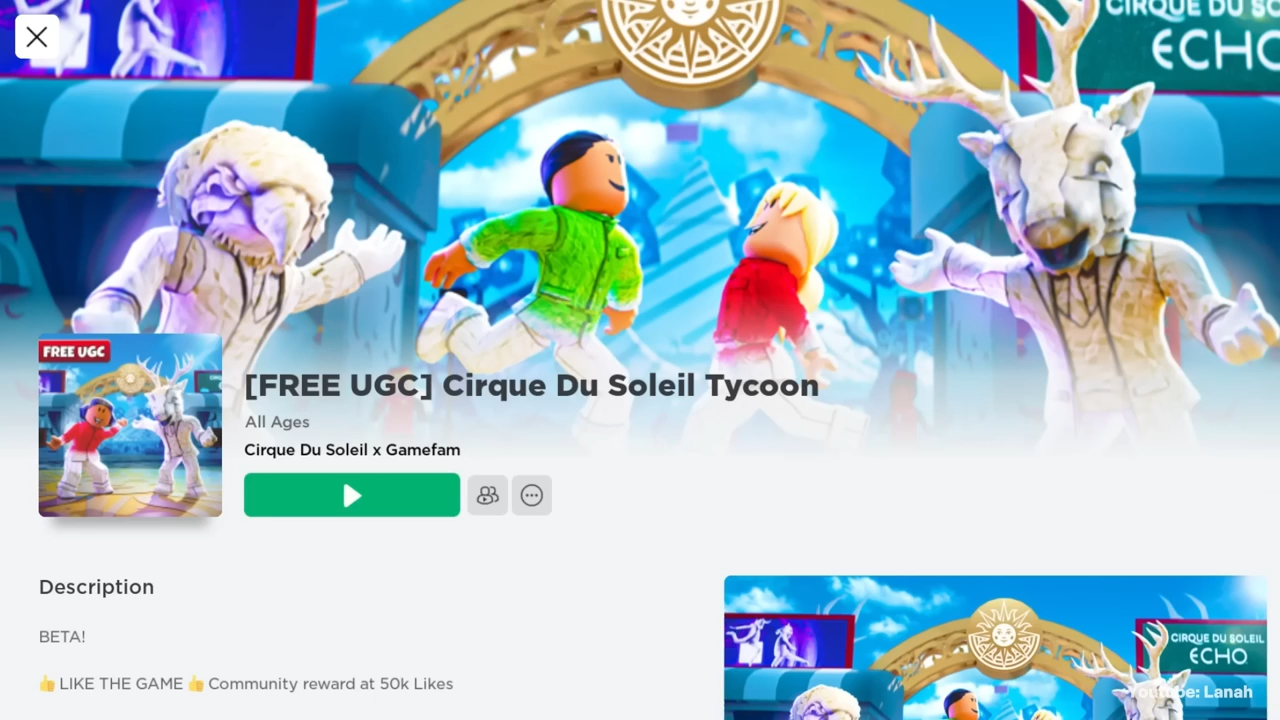 CIRQUE DU SO
ECHO
FREE UGC
[FREE UGC] Cirque Du Soleil Tycoon
All Ages
Cirque Du Soleil x Gamefam
Description
BETA!
👍 LIKE THE GAME 👍 Community reward at 50k Likes
CIRQUE DU SOLEIL
ECHO
Youtube: Lanah